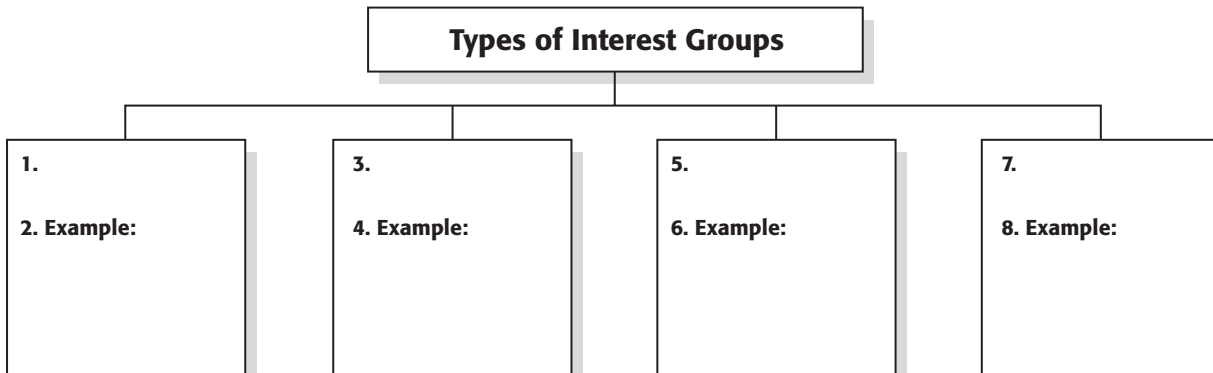 Types of Interest Groups
1.
2. Example:
3.
4. Example:
5.
6. Example:
7.
8. Example: